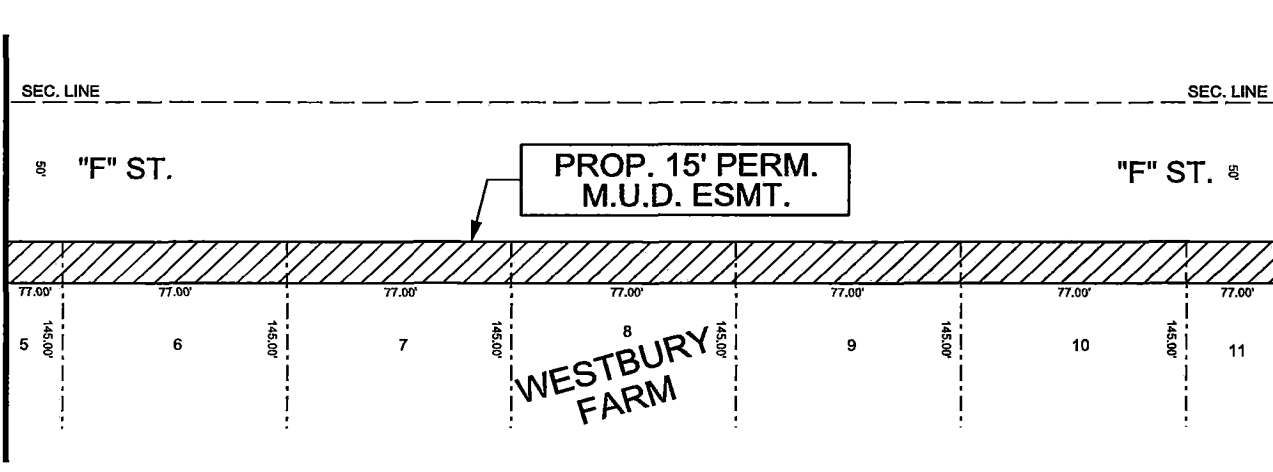 SEC. LINE
SEC. LINE
50'
"F" ST.
PROP. 15' PERM.
M.U.D. ESMT.
"F" ST.
50'
77.00'
77.00'
77.00'
77.00'
77.00'
77.00'
77.00'
5
145.00'
6
145.00'
7
145.00'
8
145.00'
9
145.00'
10
145.00'
11
WESTBURY
FARM